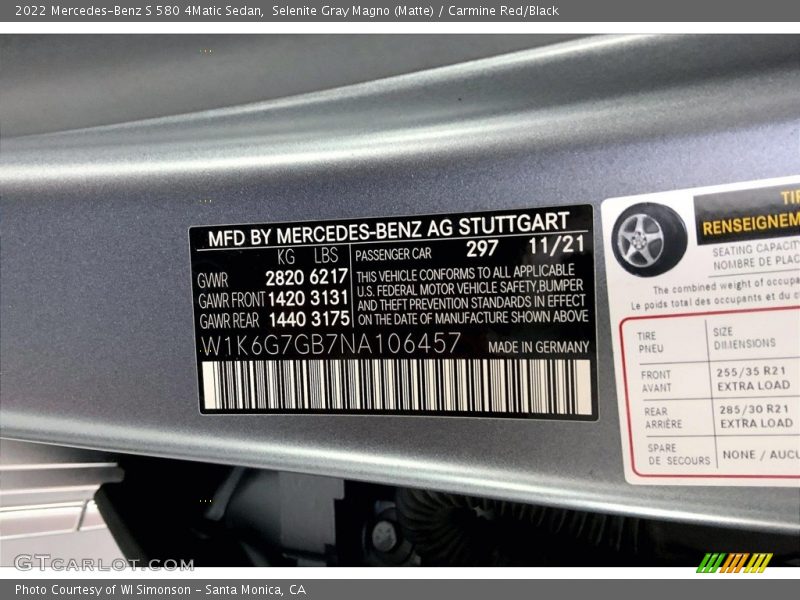 2022 Mercedes-Benz S 580 4Matic Sedan,  Selenite Gray Magno (Matte) / Carmine Red/Black
MFD BY MERCEDES-BENZ AG STUTTGART
KG LBS PASSENGER CAR 297 11/21
GVWR 2820 6217
GAWR FRONT 1420 3131
GAWR REAR 1440 3175
THIS VEHICLE CONFORMS TO ALL APPLICABLE
U.S. FEDERAL MOTOR VEHICLE SAFETY,BUMPER
AND THEFT PREVENTION STANDARDS IN EFFECT
ON THE DATE OF MANUFACTURE SHOWN ABOVE
W1K6G7GB7NA106457 MADE IN GERMANY
TIR
RENSEIGNEM
SEATING CAPACITY
NOMBRE DE PLAC
The combined weight of occupa
Le poids total des occupants et du c
TIRE SIZE
PNEU DIMENSIONS
FRONT 255/35 R21
AVANT EXTRA LOAD
REAR 285/30 R21
ARRIÈRE EXTRA LOAD
SPARE
DE SECOURS NONE / AUCU
GTCarLot.com
Photo Courtesy of WI Simonson - Santa Monica, CA